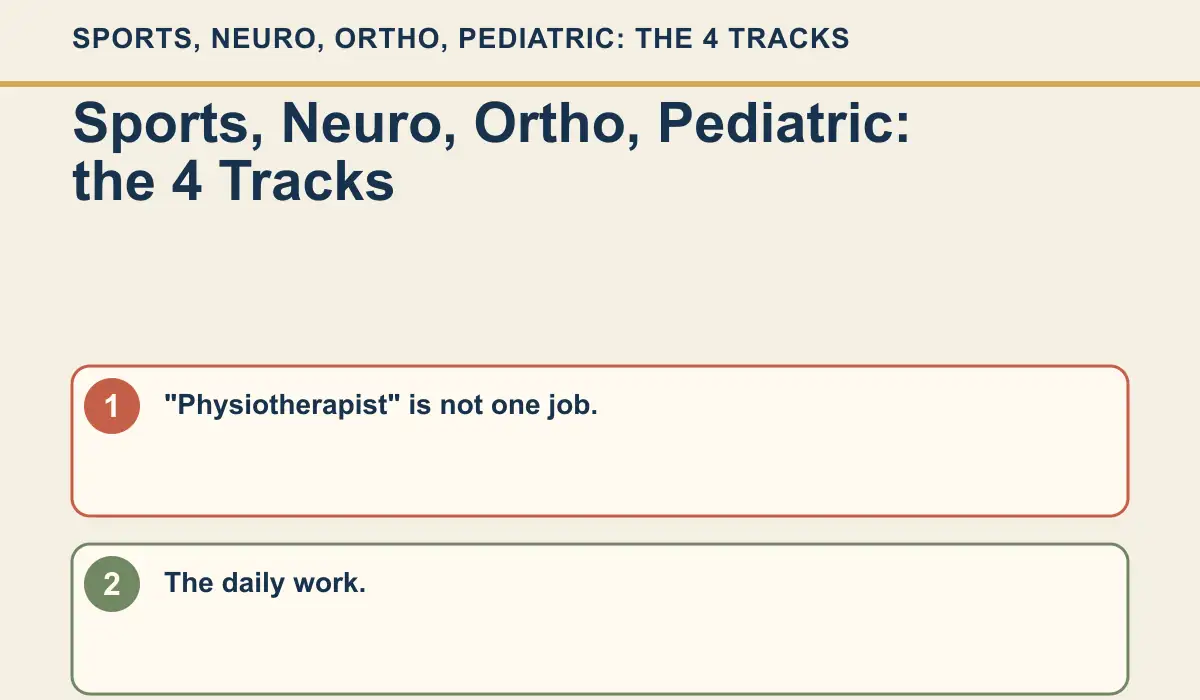 SPORTS, NEURO, ORTHO, PEDIATRIC: THE 4 TRACKS
Sports, Neuro, Ortho, Pediatric:
the 4 Tracks
1
"Physiotherapist" is not one job.
2
The daily work.